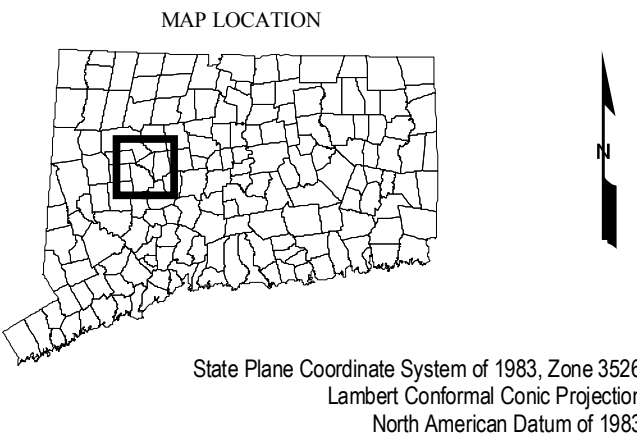 MAP LOCATION
N
State Plane Coordinate System of 1983, Zone 3526
Lambert Conformal Conic Projection
North American Datum of 1983